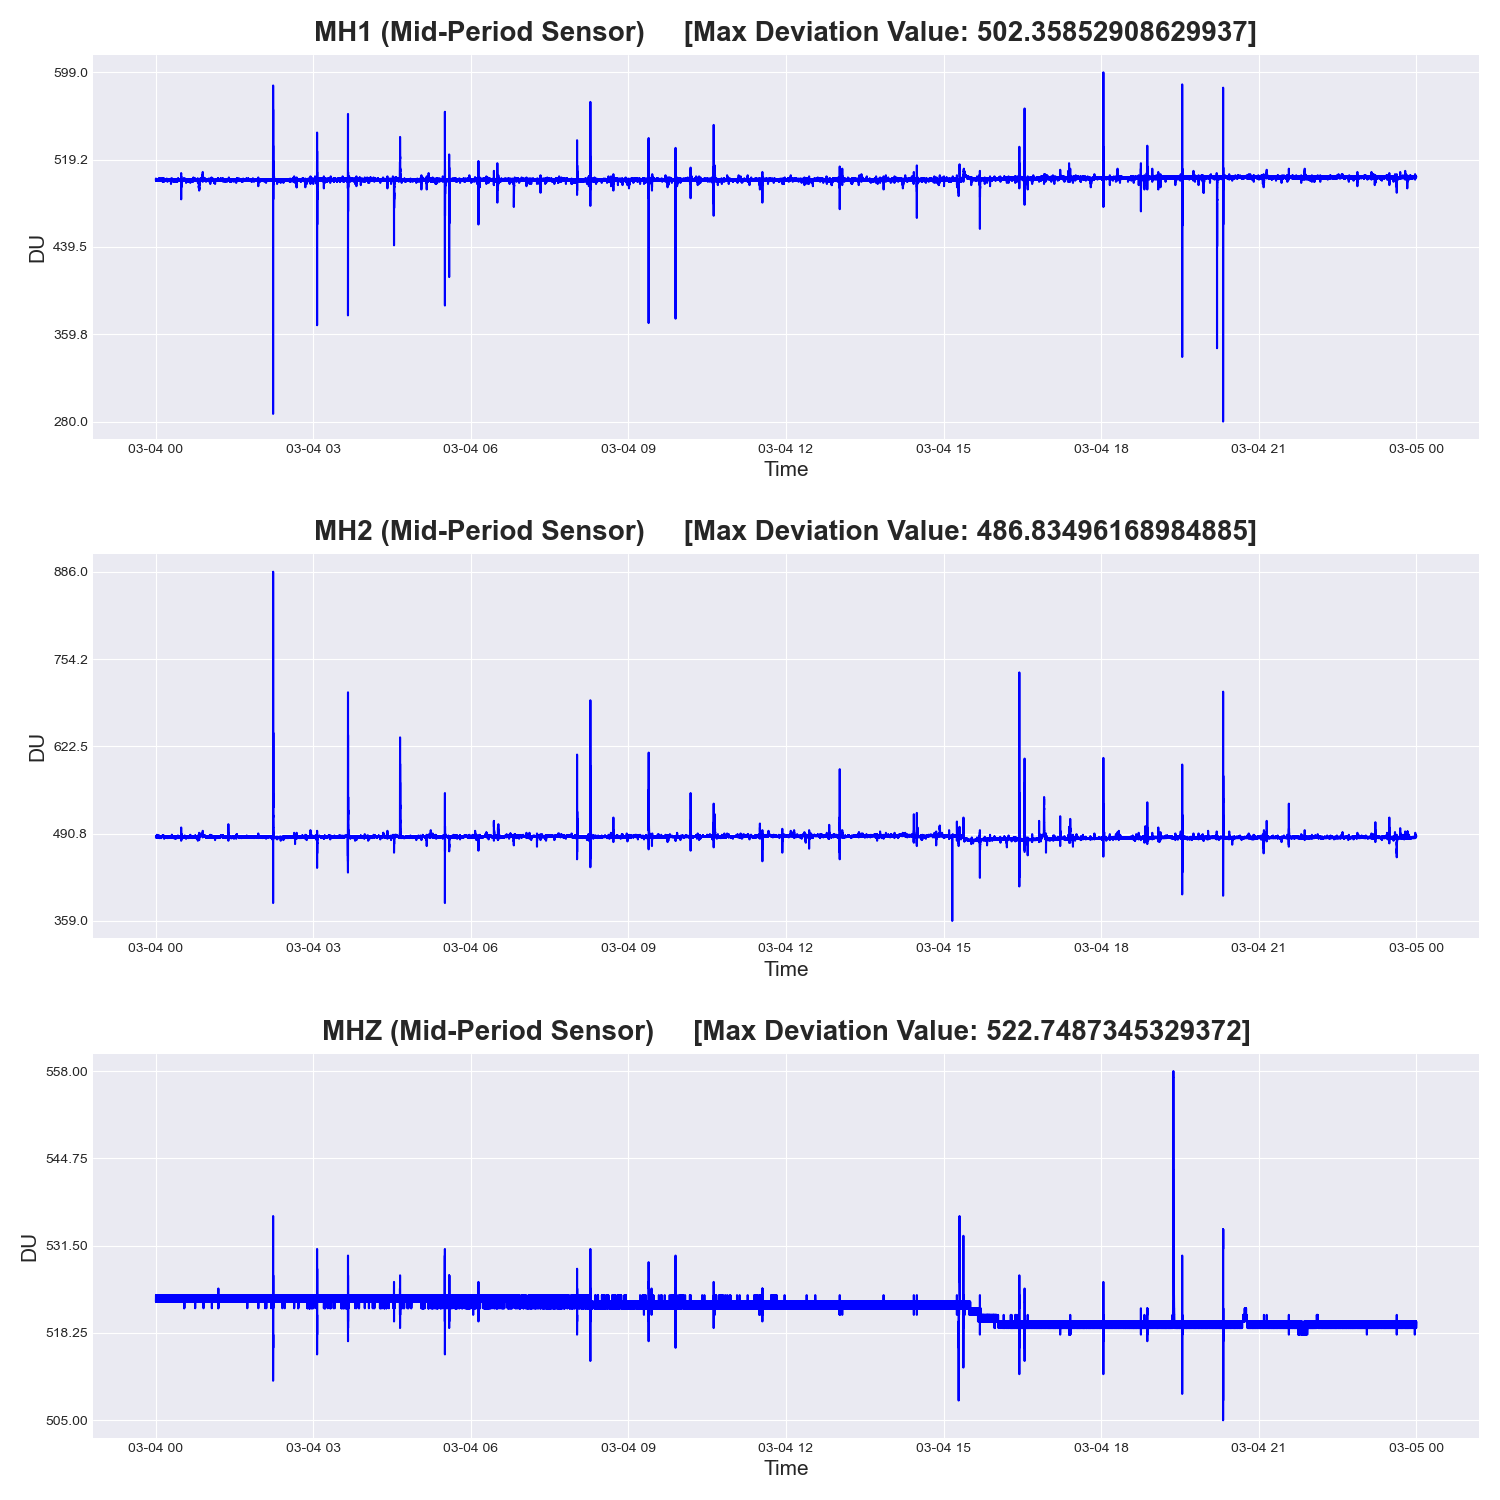 MH1 (Mid-Period Sensor) [Max Deviation Value: 502.35852908629937]
599.0
519.2
439.5
359.8
280.0
DU
03-04 00 03-04 03 03-04 06 03-04 09 03-04 12 03-04 15 03-04 18 03-04 21 03-05 00
Time
MH2 (Mid-Period Sensor) [Max Deviation Value: 486.83496168984885]
886.0
754.2
622.5
490.8
359.0
DU
03-04 00 03-04 03 03-04 06 03-04 09 03-04 12 03-04 15 03-04 18 03-04 21 03-05 00
Time
MHZ (Mid-Period Sensor) [Max Deviation Value: 522.7487345329372]
558.00
544.75
531.50
518.25
505.00
DU
03-04 00 03-04 03 03-04 06 03-04 09 03-04 12 03-04 15 03-04 18 03-04 21 03-05 00
Time